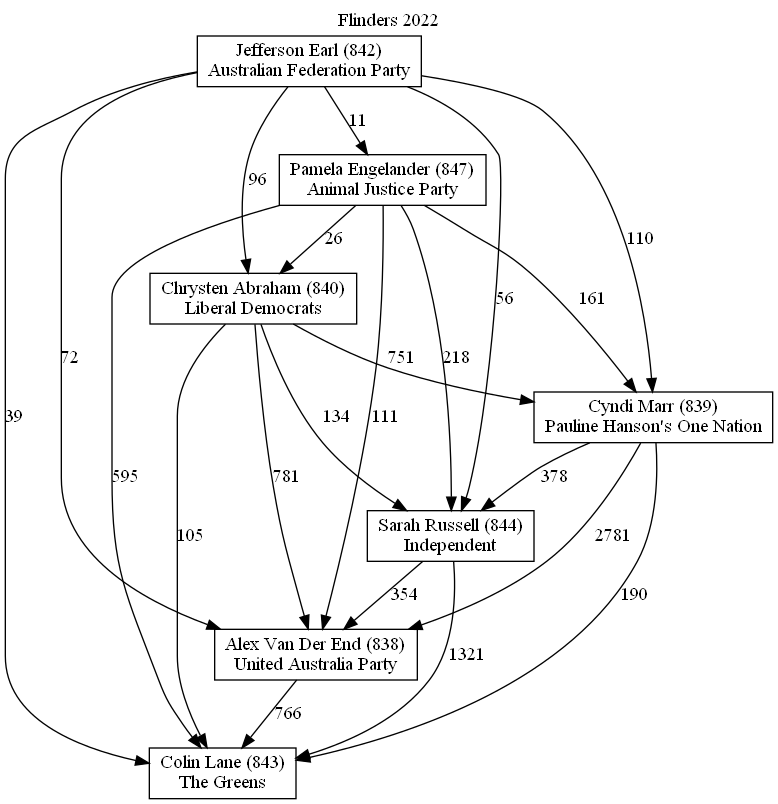 Flinders 2022
Jefferson Earl (842)
Australian Federation Party
11
96
Pamela Engelander (847)
Animal Justice Party
110
26
Chrysten Abraham (840)
Liberal Democrats
56
161
72
751
218
Cyndi Marr (839)
Pauline Hanson's One Nation
39
134
111
595
781
378
105
Sarah Russell (844)
Independent
2781
354
190
Alex Van Der End (838)
United Australia Party
1321
766
Colin Lane (843)
The Greens